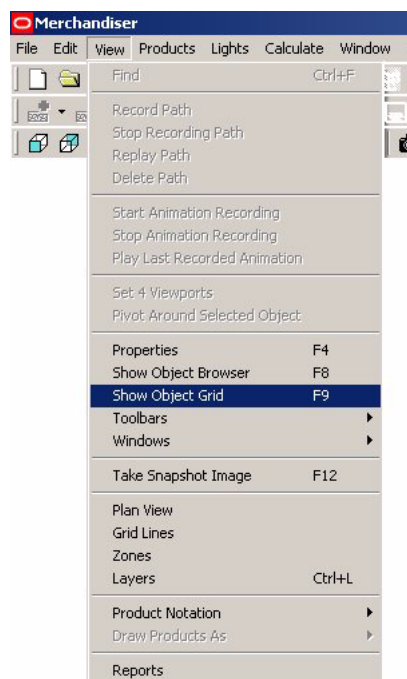 Merchandiser
File Edit View Products Lights Calculate Window
Find Ctrl+F
Record Path
Stop Recording Path
Replay Path
Delete Path
Start Animation Recording
Stop Animation Recording
Play Last Recorded Animation
Set 4 Viewports
Pivot Around Selected Object
Properties F4
Show Object Browser F8
Show Object Grid F9
Toolbars
Windows
Take Snapshot Image F12
Plan View
Grid Lines
Zones
Layers Ctrl+L
Product Notation
Draw Products As
Reports